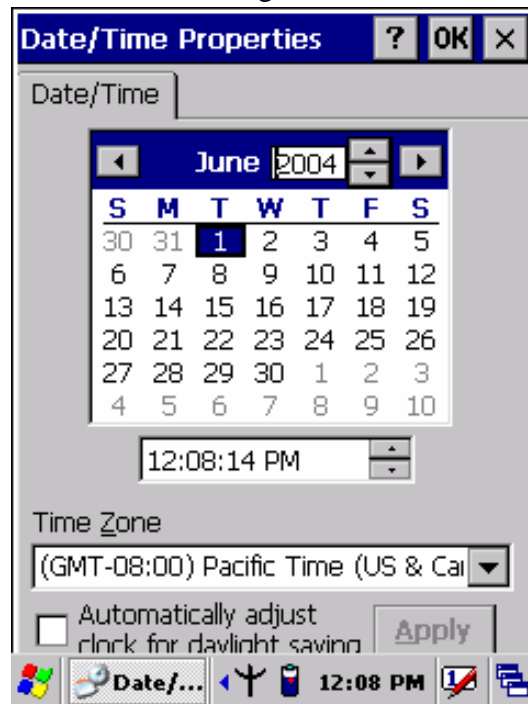 Date/Time Properties ? OK ×
Date/Time
June 2004
S M T W T F S
30 31 1 2 3 4 5
6 7 8 9 10 11 12
13 14 15 16 17 18 19
20 21 22 23 24 25 26
27 28 29 30 1 2 3
4 5 6 7 8 9 10
12:08:14 PM
Time Zone
(GMT-08:00) Pacific Time (US & Ca
Automatically adjust
clock for daylight saving
Apply
Date/... 12:08 PM